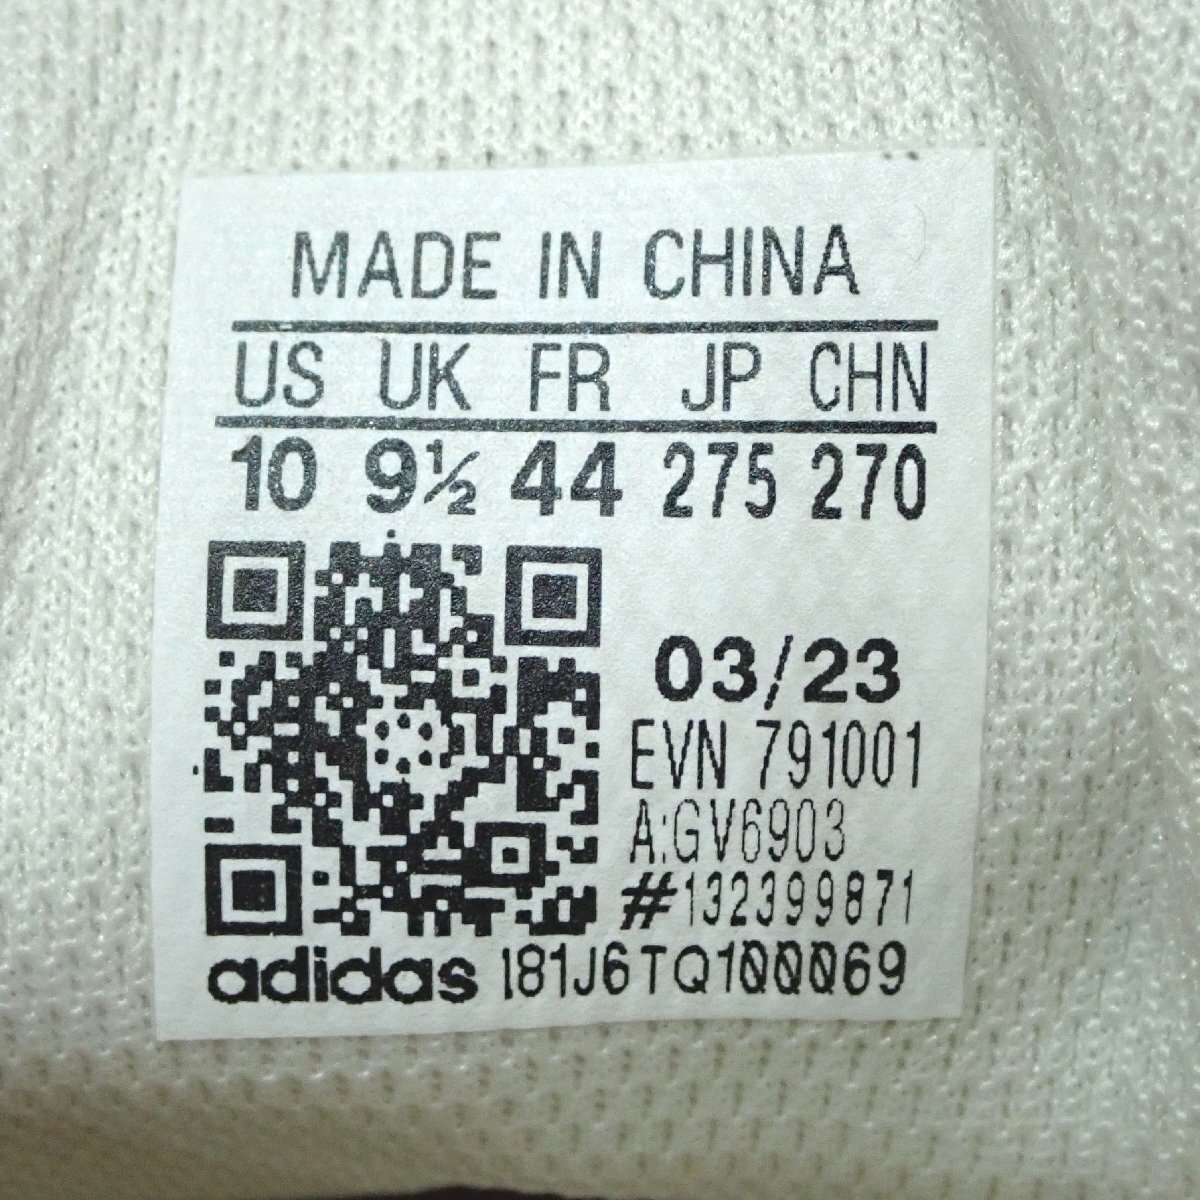 MADE IN CHINA
US UK FR JP CHN
10 9½ 44 275 270
03/23
EVN 791001
A:GV6903
#132399871
adidas 181J6TQ1000069